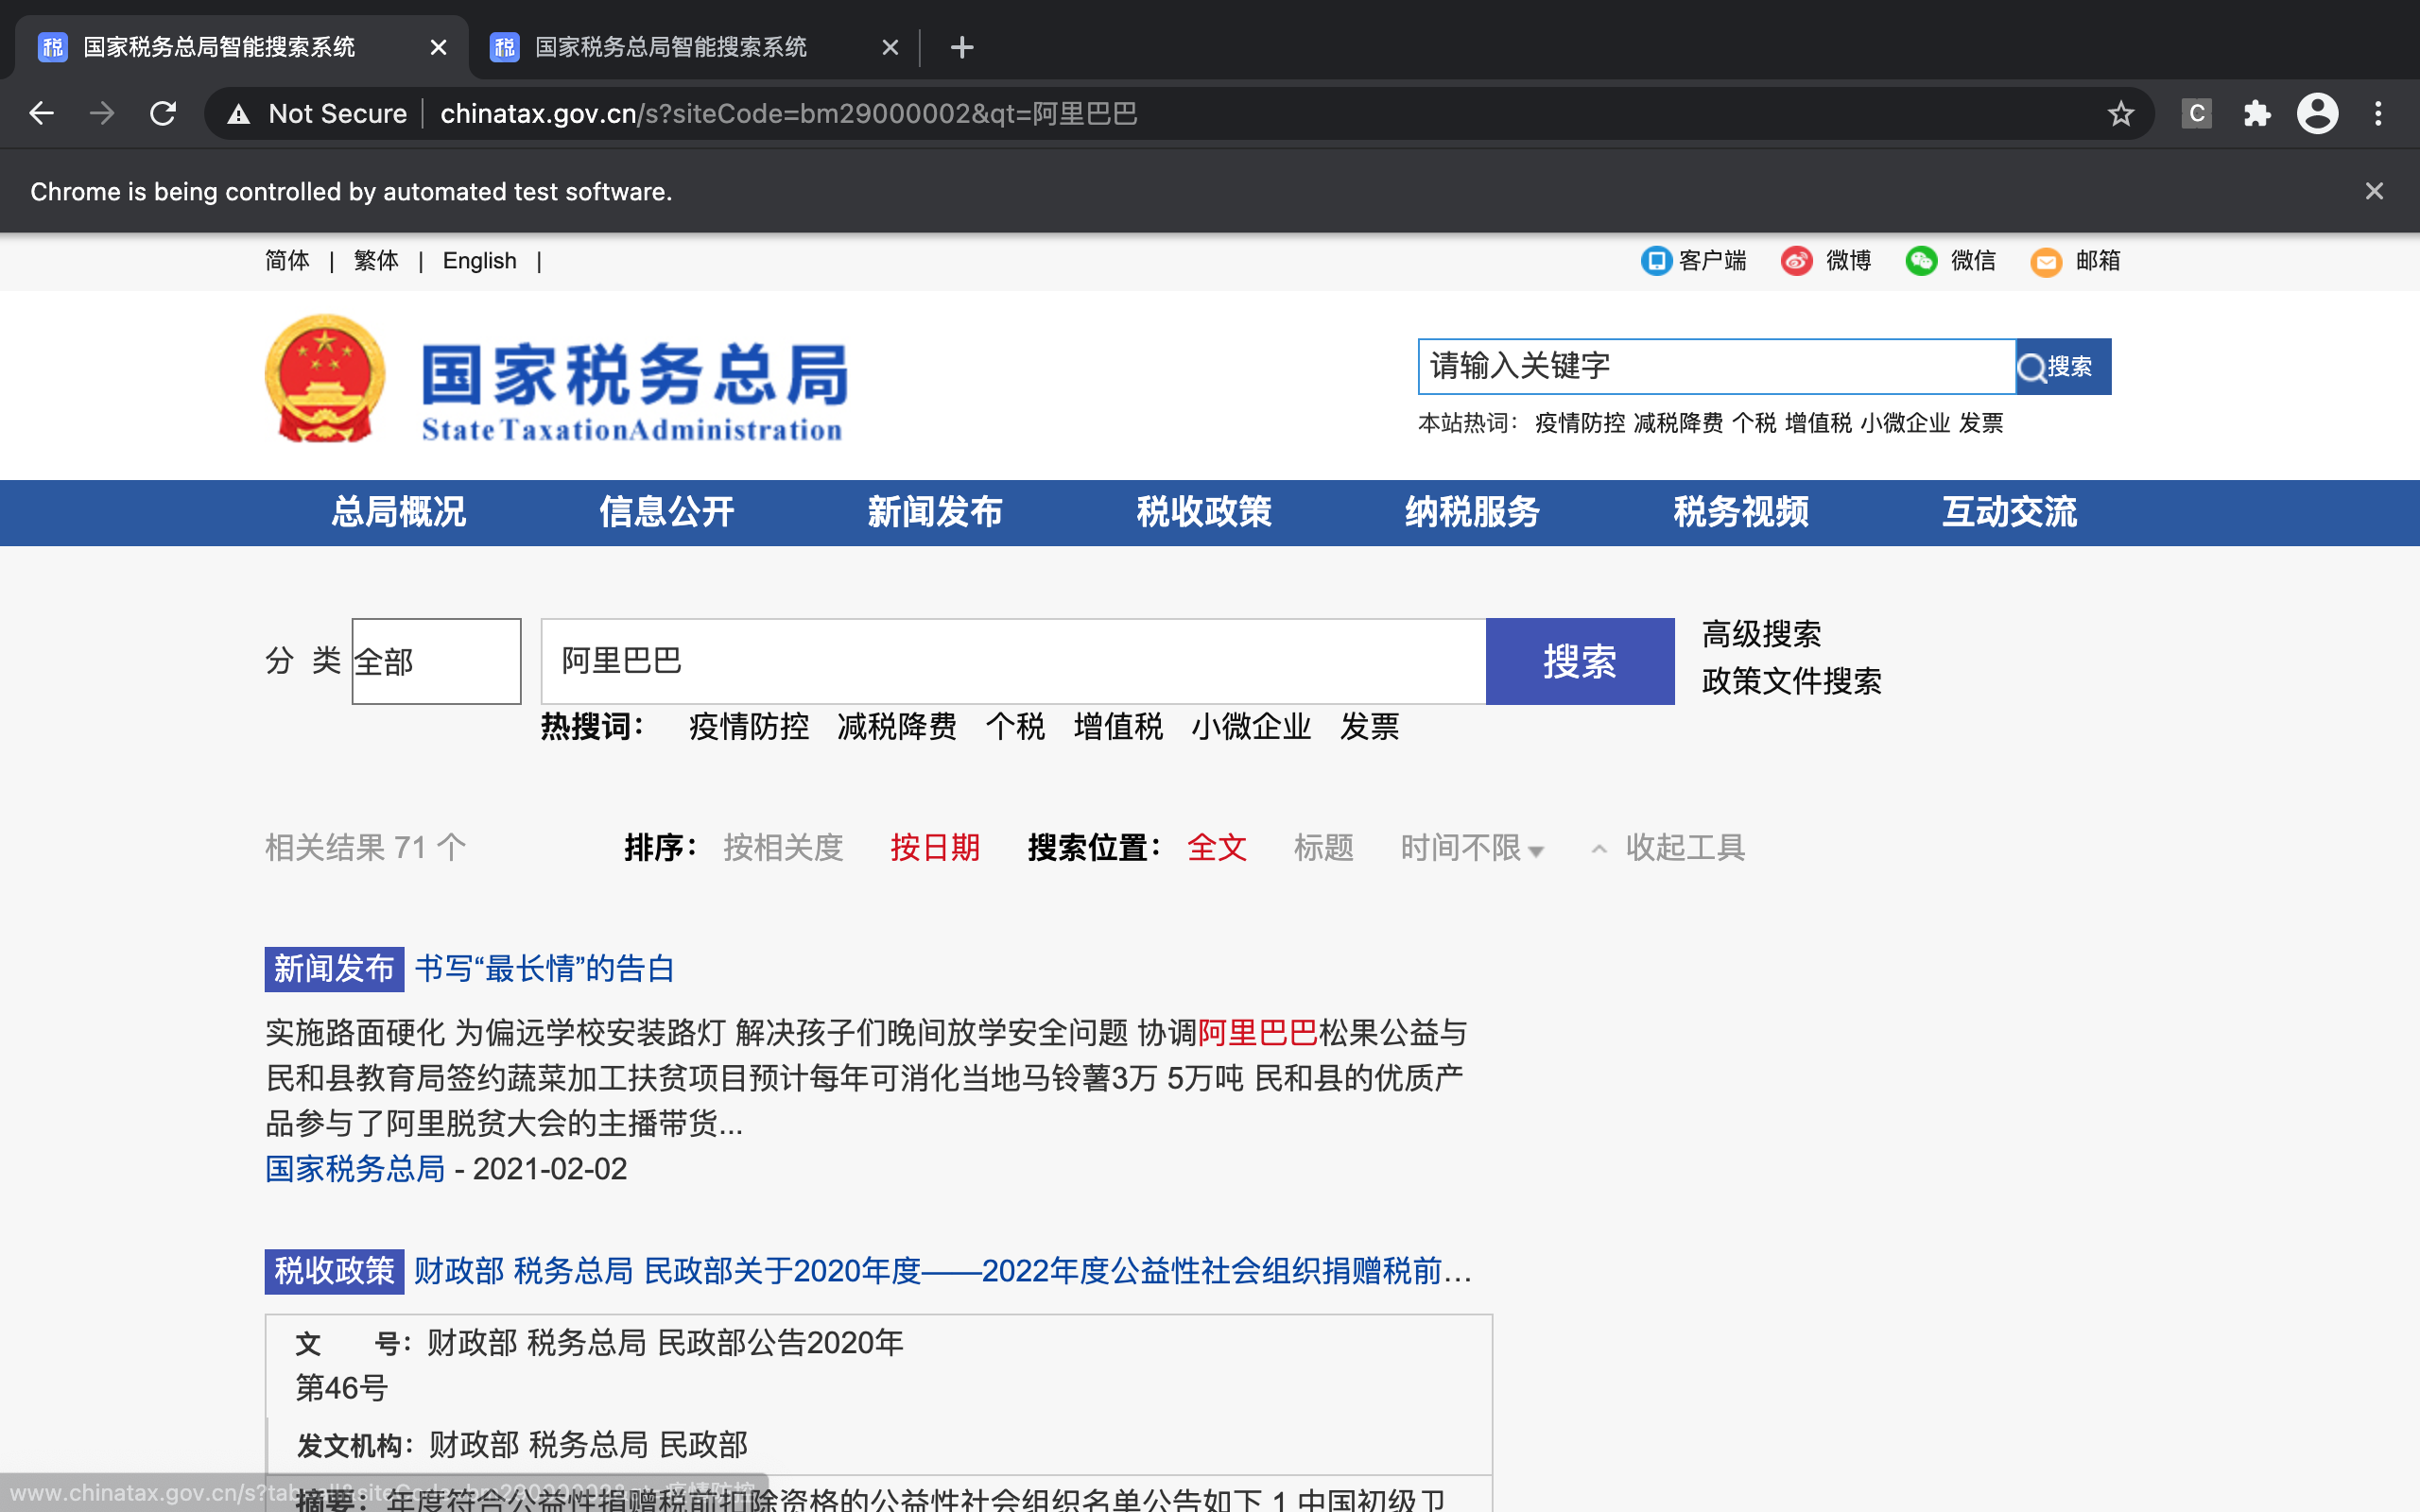 国家税务总局智能搜索系统
国家税务总局智能搜索系统
Not Secure chinatax.gov.cn/s?siteCode=bm29000002&qt=阿里巴巴
C
Chrome is being controlled by automated test software.
简体 | 繁体 | English |
客户端 微博 微信 邮箱
国家税务总局
State Taxation Administration
请输入关键字 搜索
本站热词： 疫情防控 减税降费 个税 增值税 小微企业 发票
总局概况 信息公开 新闻发布 税收政策 纳税服务 税务视频 互动交流
分 类 全部 阿里巴巴 搜索 高级搜索
政策文件搜索
热搜词： 疫情防控 减税降费 个税 增值税 小微企业 发票
相关结果 71 个 排序： 按相关度 按日期 搜索位置： 全文 标题 时间不限 收起工具
新闻发布 书写“最长情”的告白
实施路面硬化 为偏远学校安装路灯 解决孩子们晚间放学安全问题 协调阿里巴巴松果公益与
民和县教育局签约蔬菜加工扶贫项目预计每年可消化当地马铃薯3万 5万吨 民和县的优质产
品参与了阿里脱贫大会的主播带货...
国家税务总局 - 2021-02-02
税收政策 财政部 税务总局 民政部关于2020年度——2022年度公益性社会组织捐赠税前...
文 号：财政部 税务总局 民政部公告2020年
第46号
发文机构：财政部 税务总局 民政部
摘要：年度符合公益性捐赠税前扣除资格的公益性社会组织名单公告如下 1 中国初级卫